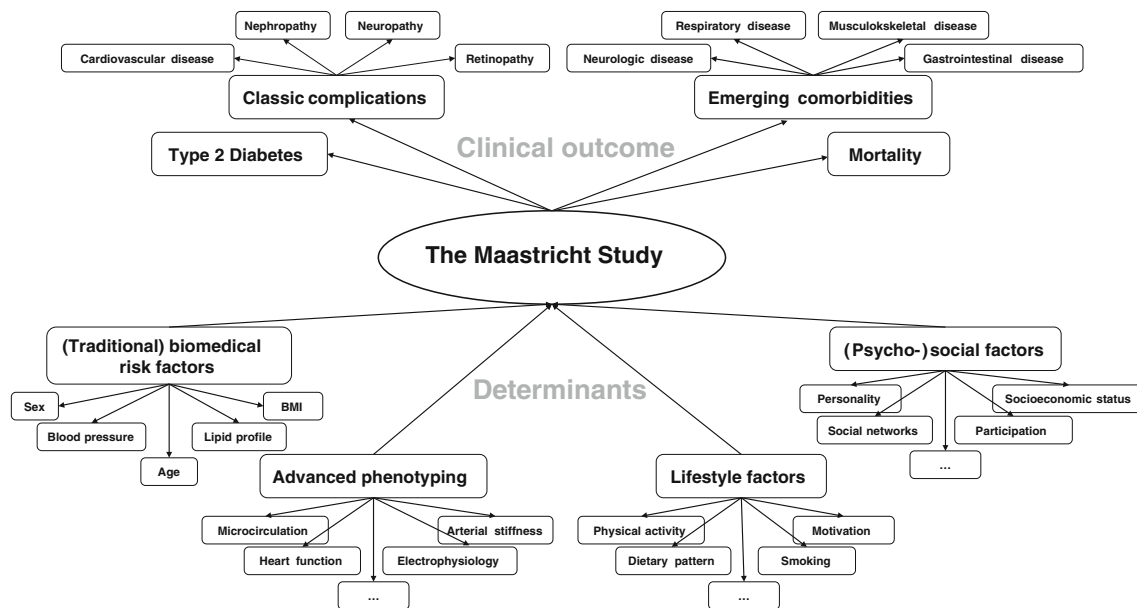 Nephropathy
Neuropathy
Respiratory disease
Musculokskeletal disease
Cardiovascular disease
Retinopathy
Neurologic disease
Gastrointestinal disease
Classic complications
Emerging comorbidities
Clinical outcome
Type 2 Diabetes
Mortality
The Maastricht Study
(Traditional) biomedical
risk factors
(Psycho-) social factors
Determinants
Sex
BMI
Personality
Socioeconomic status
Blood pressure
Lipid profile
Social networks
Participation
Age
...
Advanced phenotyping
Lifestyle factors
Microcirculation
Arterial stiffness
Physical activity
Motivation
Heart function
Electrophysiology
Dietary pattern
Smoking
...
...